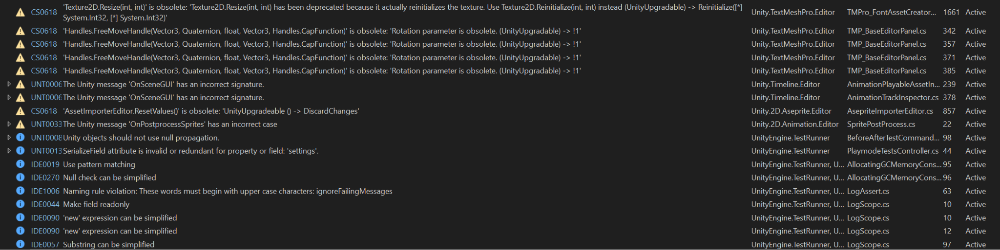 CS0618 'Texture2D.Resize(int, int)' is obsolete: 'Texture2D.Resize(int, int) has been deprecated because it actually reinitializes the texture. Use Texture2D.Reinitialize(int, int) instead (UnityUpgradable) -> Reinitialize([*]
System.Int32, [*] System.Int32)' Unity.TextMeshPro.Editor TMPro_FontAssetCreator... 1661 Active
CS0618 'Handles.FreeMoveHandle(Vector3, Quaternion, float, Vector3, Handles.CapFunction)' is obsolete: 'Rotation parameter is obsolete. (UnityUpgradable) -> !1' Unity.TextMeshPro.Editor TMP_BaseEditorPanel.cs 342 Active
CS0618 'Handles.FreeMoveHandle(Vector3, Quaternion, float, Vector3, Handles.CapFunction)' is obsolete: 'Rotation parameter is obsolete. (UnityUpgradable) -> !1' Unity.TextMeshPro.Editor TMP_BaseEditorPanel.cs 357 Active
CS0618 'Handles.FreeMoveHandle(Vector3, Quaternion, float, Vector3, Handles.CapFunction)' is obsolete: 'Rotation parameter is obsolete. (UnityUpgradable) -> !1' Unity.TextMeshPro.Editor TMP_BaseEditorPanel.cs 371 Active
CS0618 'Handles.FreeMoveHandle(Vector3, Quaternion, float, Vector3, Handles.CapFunction)' is obsolete: 'Rotation parameter is obsolete. (UnityUpgradable) -> !1' Unity.TextMeshPro.Editor TMP_BaseEditorPanel.cs 385 Active
UNT0006 The Unity message 'OnSceneGUI' has an incorrect signature. Unity.Timeline.Editor AnimationPlayableAssetIn... 239 Active
UNT0006 The Unity message 'OnSceneGUI' has an incorrect signature. Unity.Timeline.Editor AnimationTrackInspector.cs 378 Active
CS0618 'AssetImporterEditor.ResetValues()' is obsolete: 'UnityUpgradeable () -> DiscardChanges' Unity.2D.Aseprite.Editor AsepriteImporterEditor.cs 857 Active
UNT0033 The Unity message 'OnPostprocessSprites' has an incorrect case Unity.2D.Animation.Editor SpritePostProcess.cs 22 Active
UNT0008 Unity objects should not use null propagation. UnityEngine.TestRunner BeforeAfterTestCommand... 98 Active
UNT0013 SerializeField attribute is invalid or redundant for property or field: 'settings'. UnityEngine.TestRunner PlaymodeTestsController.cs 44 Active
IDE0019 Use pattern matching UnityEngine.TestRunner, U... AllocatingGCMemoryCons... 95 Active
IDE0270 Null check can be simplified UnityEngine.TestRunner, U... AllocatingGCMemoryCons... 96 Active
IDE1006 Naming rule violation: These words must begin with upper case characters: ignoreFailingMessages UnityEngine.TestRunner, U... LogAssert.cs 63 Active
IDE0044 Make field readonly UnityEngine.TestRunner, U... LogScope.cs 10 Active
IDE0090 'new' expression can be simplified UnityEngine.TestRunner, U... LogScope.cs 10 Active
IDE0090 'new' expression can be simplified UnityEngine.TestRunner, U... LogScope.cs 12 Active
IDE0057 Substring can be simplified UnityEngine.TestRunner, U... LogScope.cs 97 Active